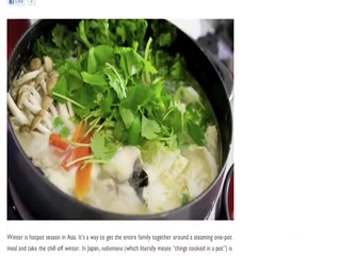 Like
Winter is hotpot season in Asia. It's a way to get the entire family together around a steaming one-pot
meal and take the chill off winter. In Japan, nabemono (which literally means "things cooked in a pot") is